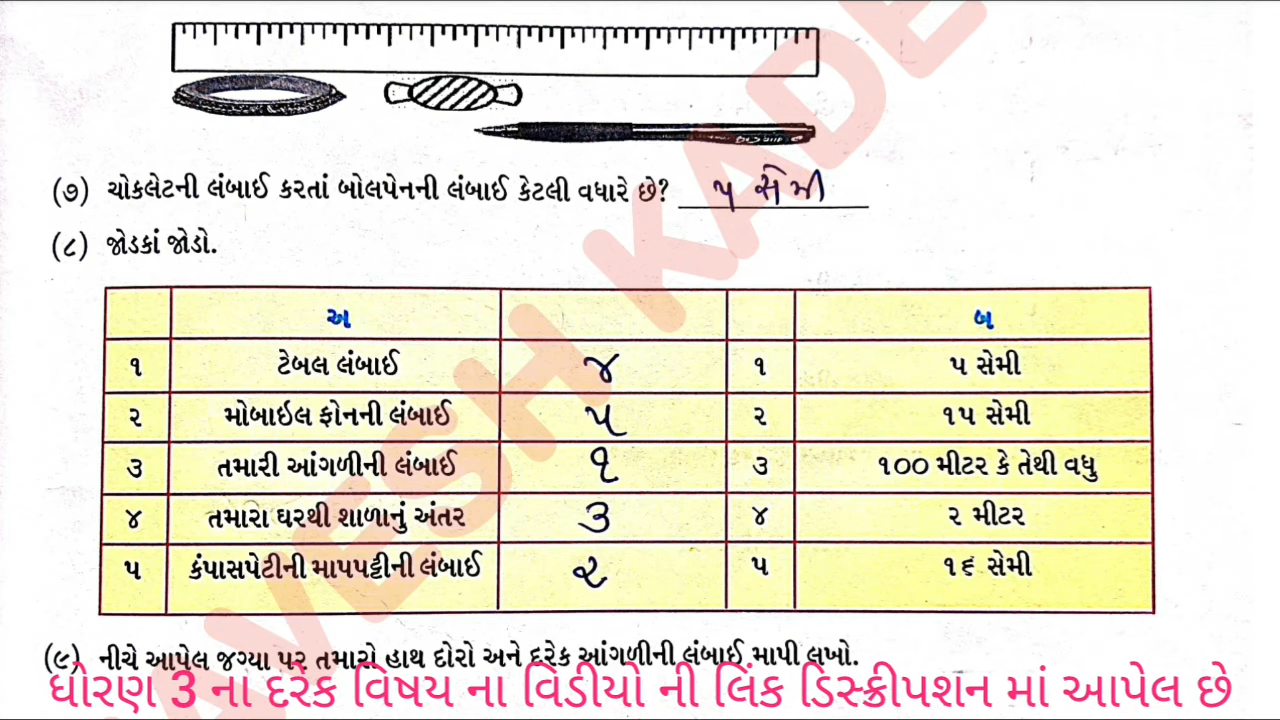 (૭) ચોકલેટની લંબાઈ કરતાં બોલપેનની લંબાઈ કેટલી વધારે છે? ૫ સેમી
(૮) જોડકાં જોડો.
અ બ
૧ ટેબલ લંબાઈ ૪ ૧ ૫ સેમી
૨ મોબાઇલ ફોનની લંબાઈ ૫ ૨ ૧૫ સેમી
૩ તમારી આંગળીની લંબાઈ ૧ ૩ ૧૦૦ મીટર કે તેથી વધુ
૪ તમારા ઘરથી શાળાનું અંતર ૩ ૪ ૨ મીટર
૫ કંપાસપેટીની માપપટ્ટીની લંબાઈ ૨ ૫ ૧૬ સેમી
(૯) નીચે આપેલ જગ્યા પર તમારો હાથ દોરો અને દરેક આંગળીની લંબાઈ માપી લખો.
ધોરણ 3 ના દરેક વિષય ના વિડીયો ની લિંક ડિસ્ક્રીપશન માં આપેલ છે
AVESH KADE